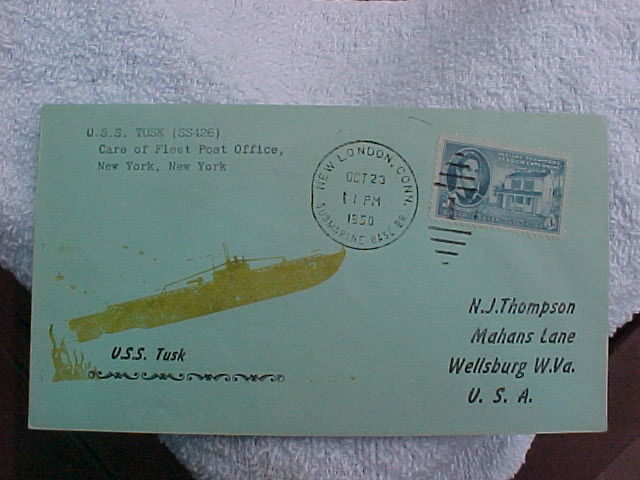 U.S.S. TUSK (SS426)
Care of Fleet Post Office,
New York, New York
NEW LONDON, CONN.
OCT 23
1 PM
1950
SUBMARINE BASE BR.
U.S.S. Tusk
N.J.Thompson
Mahans Lane
Wellsburg W.Va.
U. S. A.